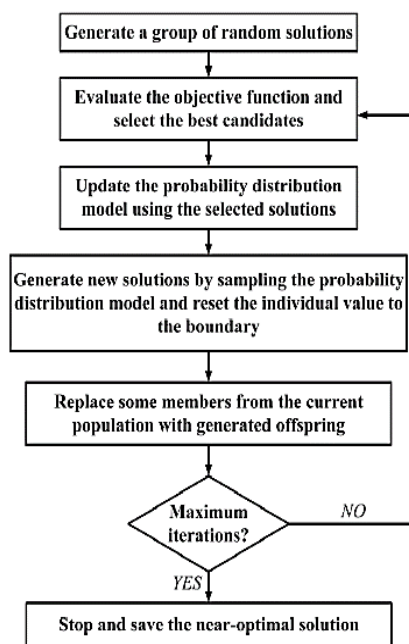 Generate a group of random solutions
Evaluate the objective function and
select the best candidates
Update the probability distribution
model using the selected solutions
Generate new solutions by sampling the probability
distribution model and reset the individual value to
the boundary
Replace some members from the current
population with generated offspring
Maximum
iterations?
NO
YES
Stop and save the near-optimal solution